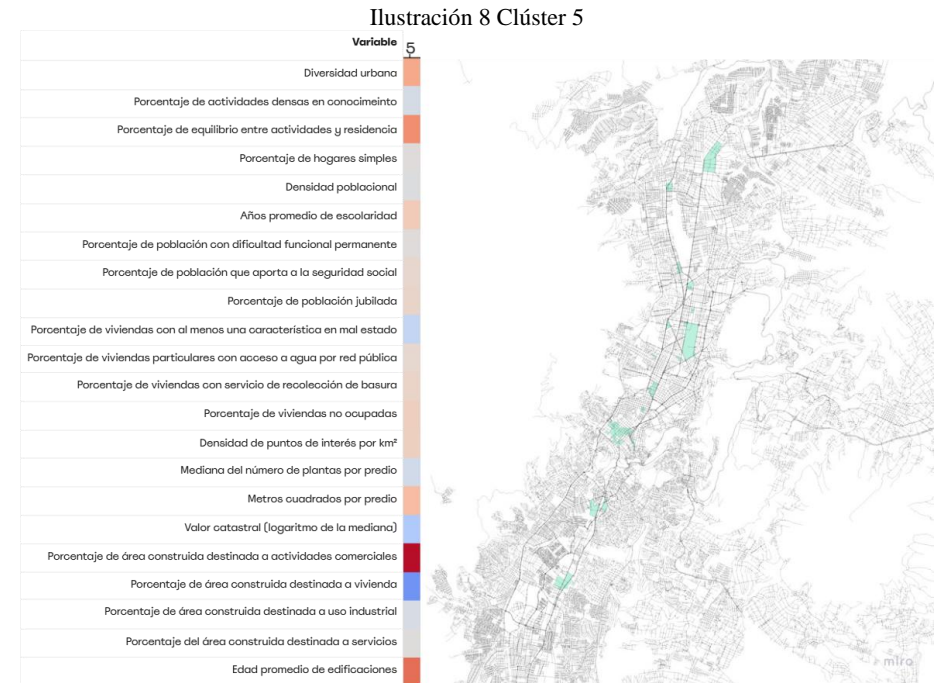 Ilustración 8 Clúster 5
Variable
5
Diversidad urbana
Porcentaje de actividades densas en conocimeinto
Porcentaje de equilibrio entre actividades y residencia
Porcentaje de hogares simples
Densidad poblacional
Años promedio de escolaridad
Porcentaje de población con dificultad funcional permanente
Porcentaje de población que aporta a la seguridad social
Porcentaje de población jubilada
Porcentaje de viviendas con al menos una característica en mal estado
Porcentaje de viviendas particulares con acceso a agua por red pública
Porcentaje de viviendas con servicio de recolección de basura
Porcentaje de viviendas no ocupadas
Densidad de puntos de interés por km²
Mediana del número de plantas por predio
Metros cuadrados por predio
Valor catastral (logaritmo de la mediana)
Porcentaje de área construida destinada a actividades comerciales
Porcentaje de área construida destinada a vivienda
Porcentaje de área construida destinada a uso industrial
Porcentaje del área construida destinada a servicios
Edad promedio de edificaciones
miro